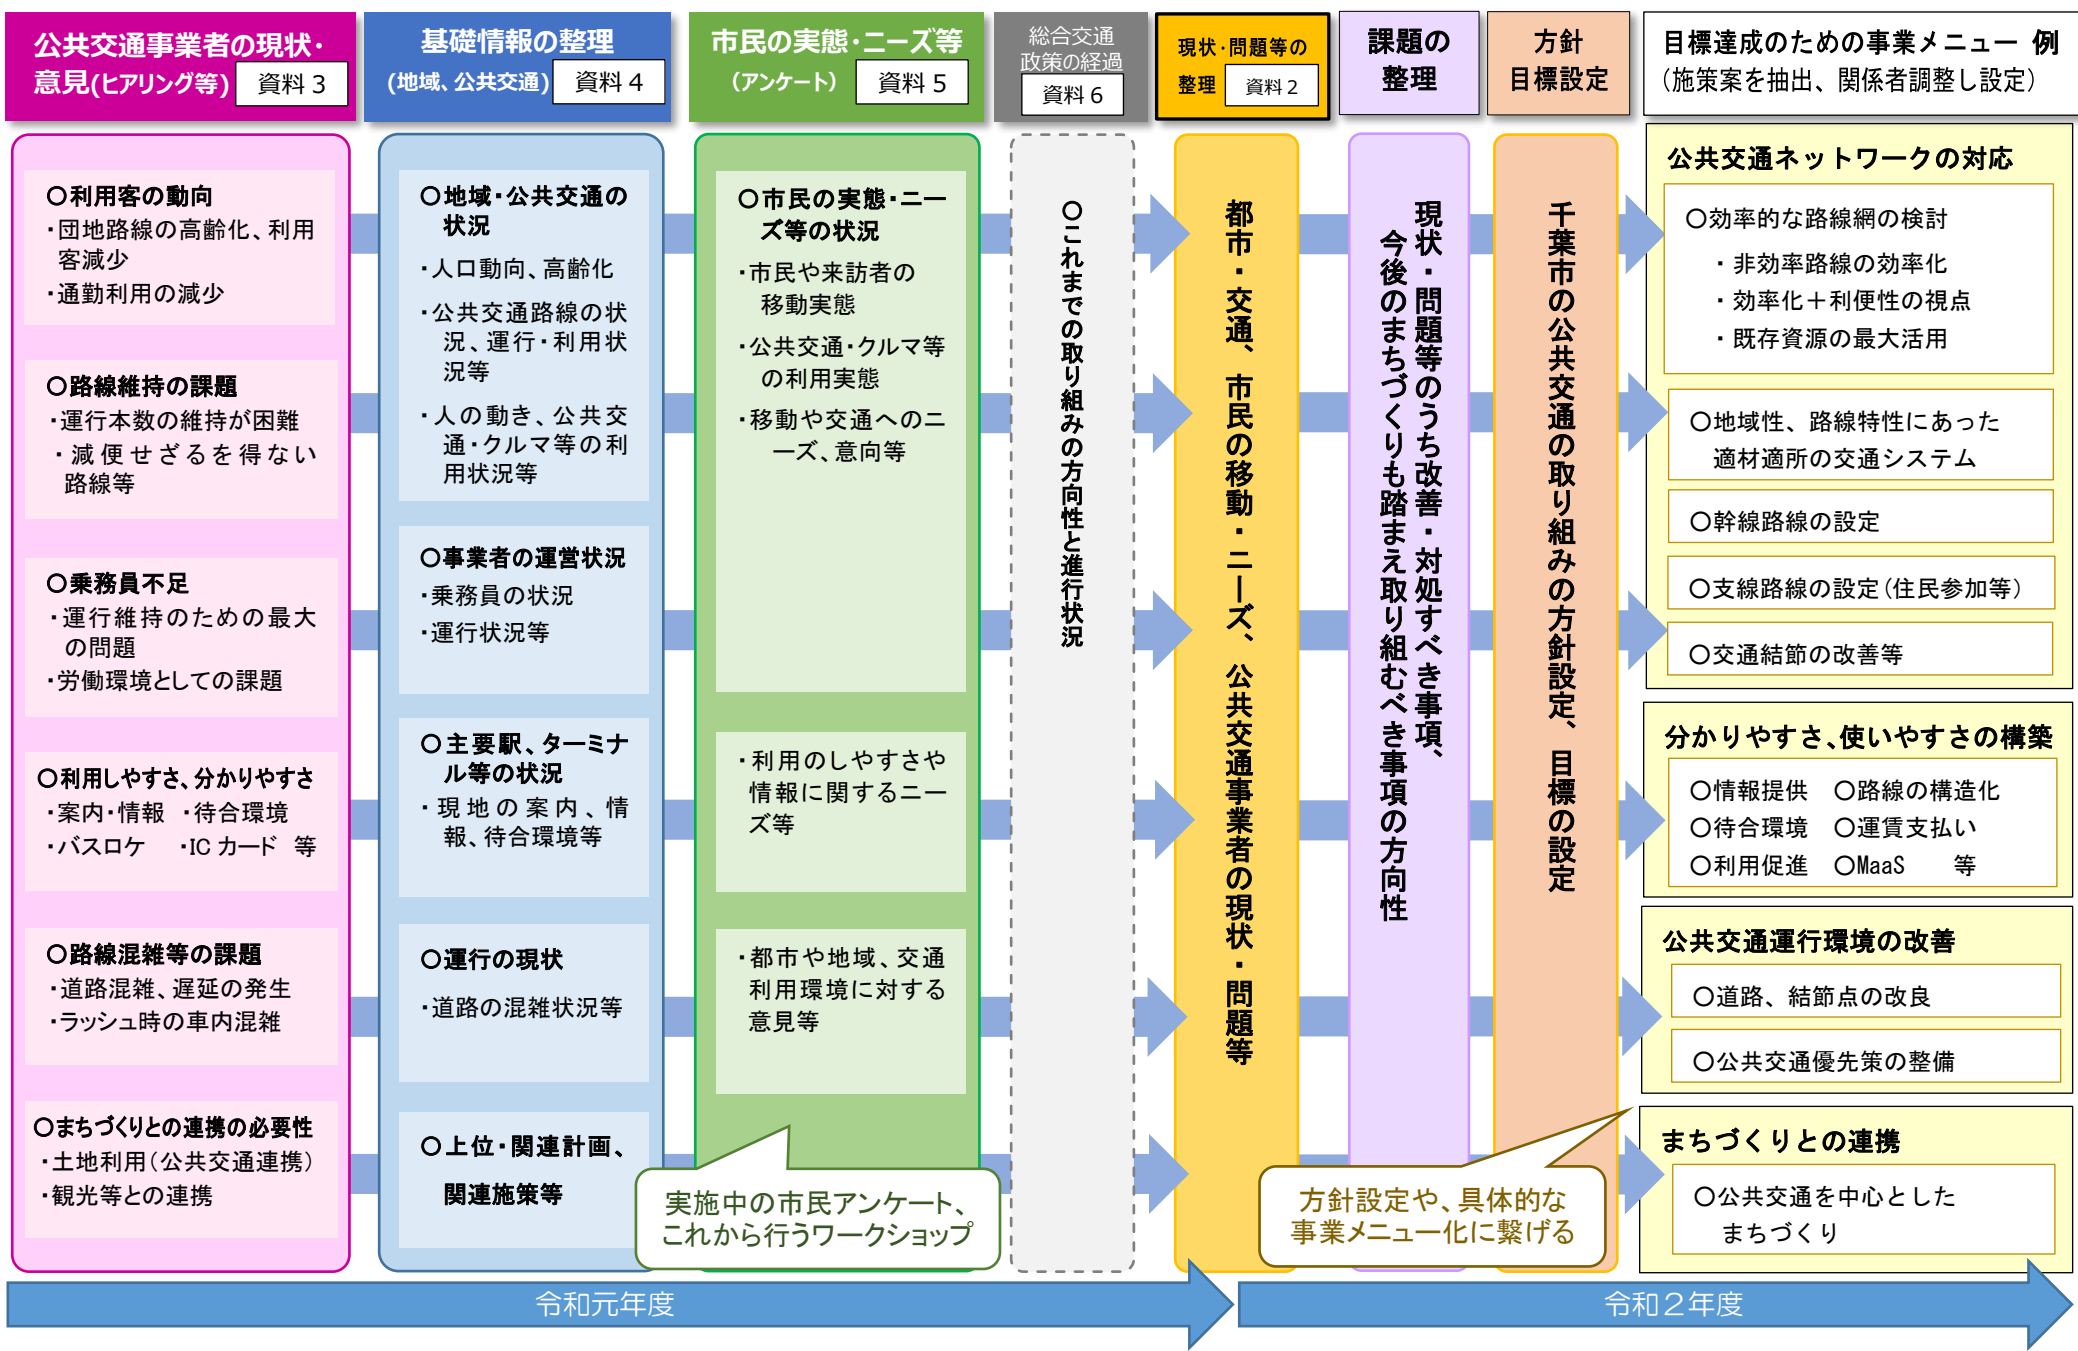 公共交通事業者の現状・
意見(ヒアリング等)
資料3
基礎情報の整理
(地域、公共交通)
資料4
市民の実態・ニーズ等
(アンケート)
資料5
総合交通
政策の経過
資料6
現状・問題等の
整理
資料2
課題の
整理
方針
目標設定
目標達成のための事業メニュー 例
(施策案を抽出、関係者調整し設定)
○利用客の動向
・団地路線の高齢化、利用
客減少
・通勤利用の減少
○路線維持の課題
・運行本数の維持が困難
・減便せざるを得ない
路線等
○乗務員不足
・運行維持のための最大
の問題
・労働環境としての課題
○利用しやすさ、分かりやすさ
・案内・情報 ・待合環境
・バスロケ ・ICカード 等
○路線混雑等の課題
・道路混雑、遅延の発生
・ラッシュ時の車内混雑
○まちづくりとの連携の必要性
・土地利用(公共交通連携)
・観光等との連携
○地域・公共交通の
状況
・人口動向、高齢化
・公共交通路線の状
況、運行・利用状
況等
・人の動き、公共交
通・クルマ等の利
用状況等
○事業者の運営状況
・乗務員の状況
・運行状況等
○主要駅、ターミナ
ル等の状況
・現地の案内、情
報、待合環境等
○運行の現状
・道路の混雑状況等
○上位・関連計画、
関連施策等
○市民の実態・ニー
ズ等の状況
・市民や来訪者の
移動実態
・公共交通・クルマ等
の利用実態
・移動や交通へのニ
ーズ、意向等
・利用のしやすさや
情報に関するニー
ズ等
・都市や地域、交通
利用環境に対する
意見等
実施中の市民アンケート、
これから行うワークショップ
○これまでの取り組みの方向性と進行状況
都市・交通、市民の移動・ニーズ、公共交通事業者の現状・問題等
現状・問題等のうち改善・対処すべき事項、
今後のまちづくりも踏まえ取り組むべき事項の方向性
千葉市の公共交通の取り組みの方針設定、目標の設定
方針設定や、具体的な
事業メニュー化に繋げる
公共交通ネットワークの対応
○効率的な路線網の検討
・非効率路線の効率化
・効率化＋利便性の視点
・既存資源の最大活用
○地域性、路線特性にあった
適材適所の交通システム
○幹線路線の設定
○支線路線の設定(住民参加等)
○交通結節の改善等
分かりやすさ、使いやすさの構築
○情報提供 ○路線の構造化
○待合環境 ○運賃支払い
○利用促進 ○MaaS 等
公共交通運行環境の改善
○道路、結節点の改良
○公共交通優先策の整備
まちづくりとの連携
○公共交通を中心とした
まちづくり
令和元年度
令和２年度